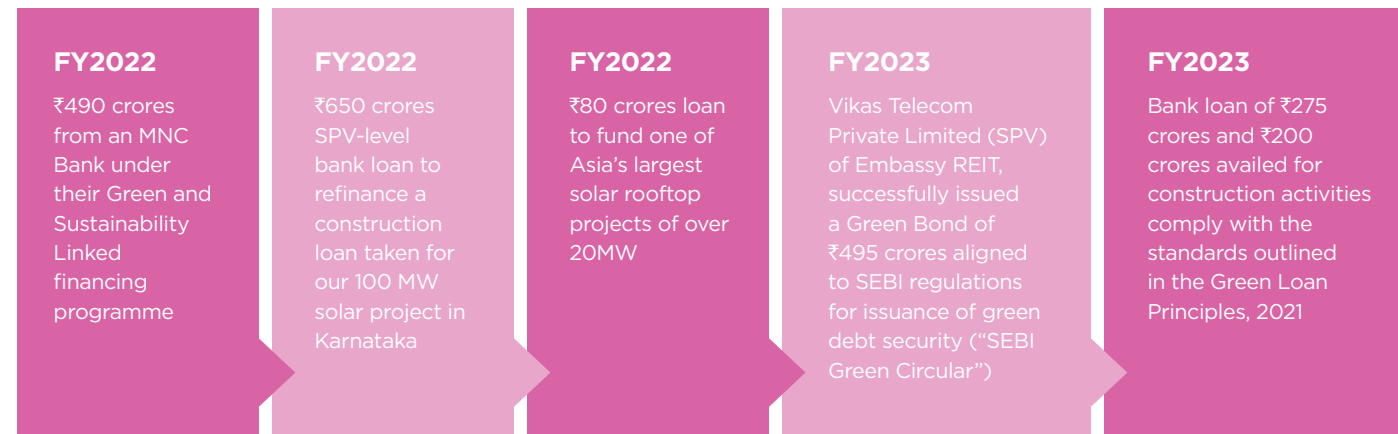 FY2022
₹490 crores
from an MNC
Bank under
their Green and
Sustainability
Linked
financing
programme
FY2022
₹650 crores
SPV-level
bank loan to
refinance a
construction
loan taken for
our 100 MW
solar project in
Karnataka
FY2022
₹80 crores loan
to fund one of
Asia’s largest
solar rooftop
projects of over
20MW
FY2023
Vikas Telecom
Private Limited (SPV)
of Embassy REIT,
successfully issued
a Green Bond of
₹495 crores aligned
to SEBI regulations
for issuance of green
debt security (“SEBI
Green Circular”)
FY2023
Bank loan of ₹275
crores and ₹200
crores availed for
construction activities
comply with the
standards outlined
in the Green Loan
Principles, 2021